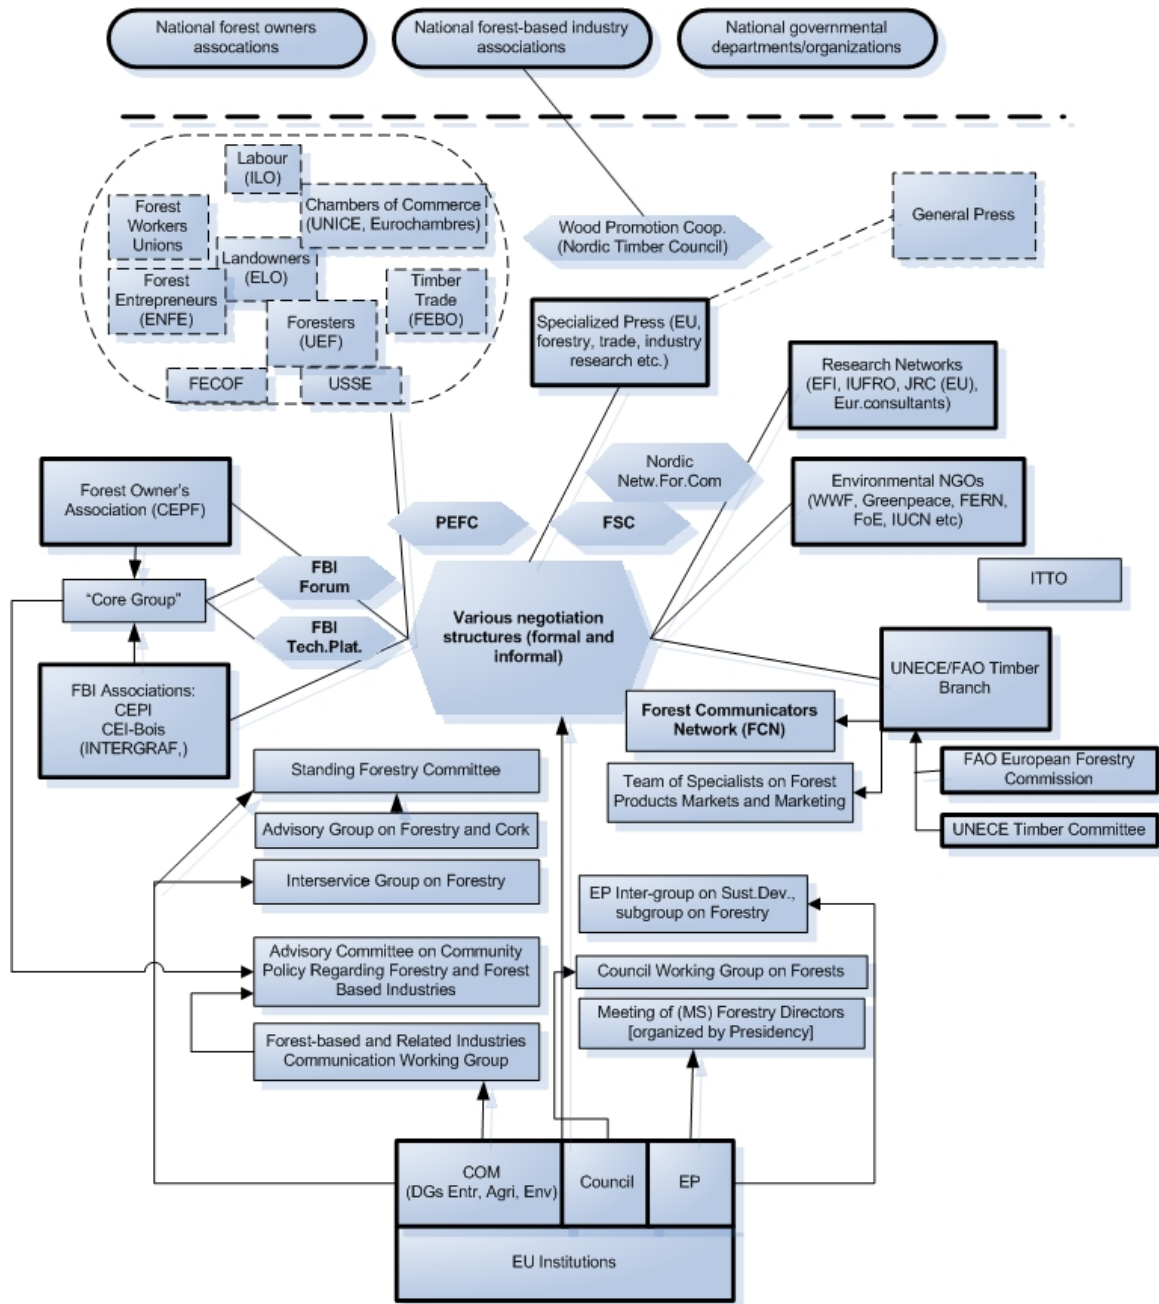 National forest owners
assocations
National forest-based industry
associations
National governmental
departments/organizations
Labour
(ILO)
Forest
Workers
Unions
Chambers of Commerce
(UNICE, Eurochambres)
Landowners
(ELO)
Forest
Entrepreneurs
(ENFE)
Timber
Trade
(FEBO)
Foresters
(UEF)
FECOF
USSE
Wood Promotion Coop.
(Nordic Timber Council)
General Press
Specialized Press (EU,
forestry, trade, industry
research etc.)
Research Networks
(EFI, IUFRO, JRC (EU),
Eur.consultants)
Nordic
Netw.For.Com
Environmental NGOs
(WWF, Greenpeace, FERN,
FoE, IUCN etc)
Forest Owner's
Association (CEPF)
PEFC
FSC
FBI
Forum
ITTO
"Core Group"
FBI
Tech.Plat.
Various negotiation
structures (formal and
informal)
UNECE/FAO Timber
Branch
FBI Associations:
CEPI
CEI-Bois
(INTERGRAF,)
Forest Communicators
Network (FCN)
Standing Forestry Committee
Team of Specialists on Forest
Products Markets and Marketing
FAO European Forestry
Commission
Advisory Group on Forestry and Cork
UNECE Timber Committee
Interservice Group on Forestry
EP Inter-group on Sust.Dev.,
subgroup on Forestry
Advisory Committee on Community
Policy Regarding Forestry and Forest
Based Industries
Council Working Group on Forests
Meeting of (MS) Forestry Directors
[organized by Presidency]
Forest-based and Related Industries
Communication Working Group
COM
(DGs Entr, Agri, Env)
Council
EP
EU Institutions